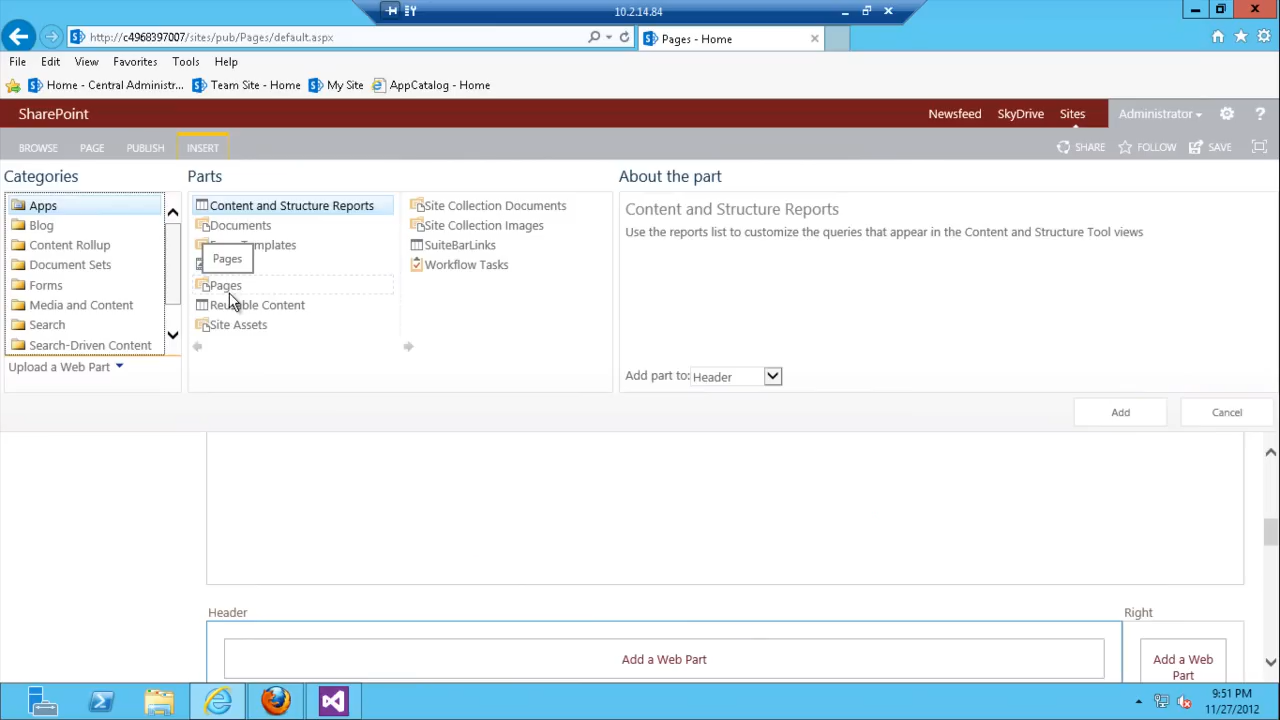 10.2.14.84
http://c4968397007/sites/pub/Pages/default.aspx
Pages - Home
File Edit View Favorites Tools Help
Home - Central Administr... Team Site - Home My Site AppCatalog - Home
SharePoint
Newsfeed SkyDrive Sites Administrator
BROWSE PAGE PUBLISH INSERT
SHARE FOLLOW SAVE
Categories
Apps
Blog
Content Rollup
Document Sets
Forms
Media and Content
Search
Search-Driven Content
Upload a Web Part
Parts
Content and Structure Reports
Documents
Templates
Pages
Pages
Reusable Content
Site Assets
Site Collection Documents
Site Collection Images
SuiteBarLinks
Workflow Tasks
About the part
Content and Structure Reports
Use the reports list to customize the queries that appear in the Content and Structure Tool views
Add part to: Header
Add Cancel
Header
Add a Web Part
Right
Add a Web
Part
9:51 PM
11/27/2012